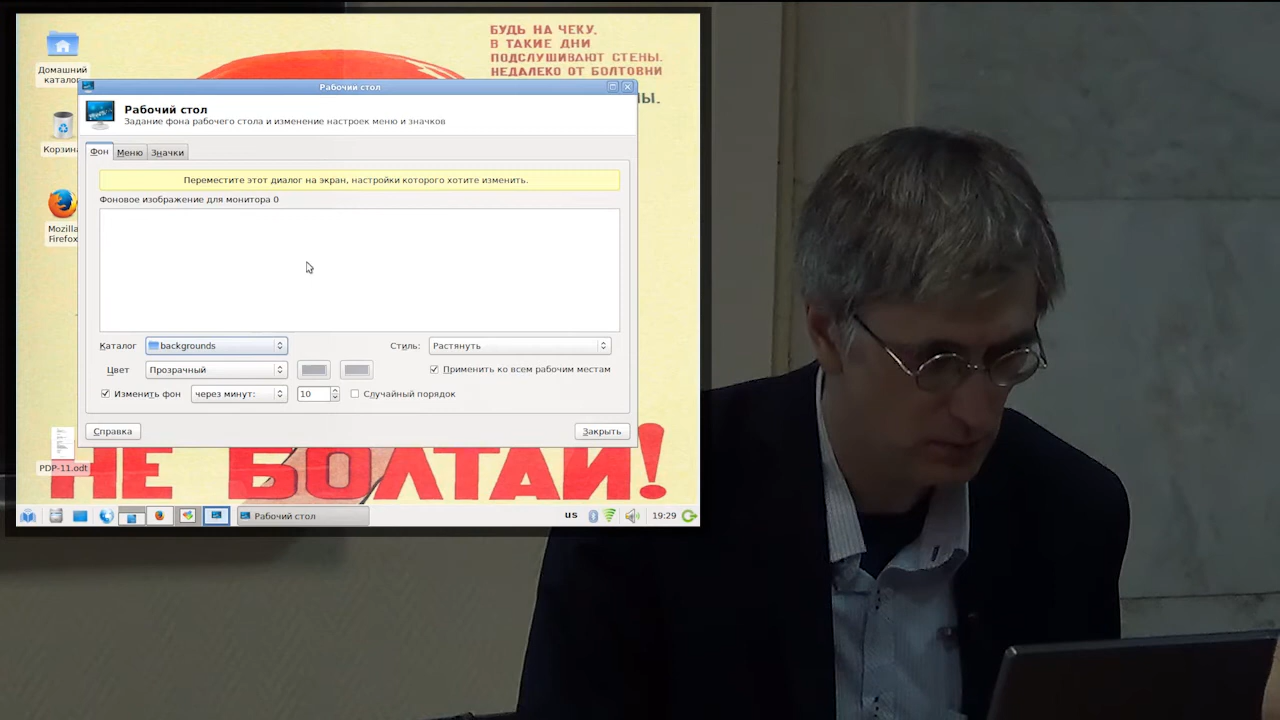 БУДЬ НА ЧЕКУ,
В ТАКИЕ ДНИ
ПОДСЛУШИВАЮТ СТЕНЫ.
НЕДАЛЕКО ОТ БОЛТОВНИ
Ы.
Домашний
каталог
Корзина
Mozilla
Firefox
Рабочий стол
Рабочий стол
Задание фона рабочего стола и изменение настроек меню и значков
Фон Меню Значки
Переместите этот диалог на экран, настройки которого хотите изменить.
Фоновое изображение для монитора 0
Каталог backgrounds Стиль: Растянуть
Цвет Прозрачный Применить ко всем рабочим местам
Изменить фон через минут: 10 Случайный порядок
Справка Закрыть
PDP-11.odt
НЕ БОЛТАЙ!
Рабочий стол us 19:29